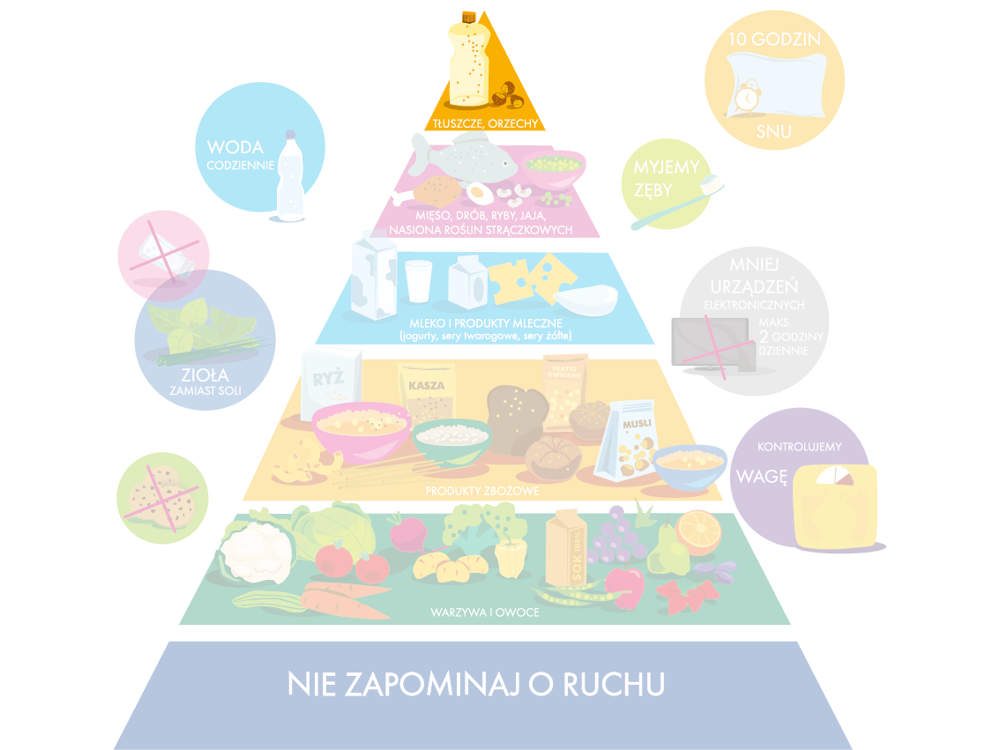 10 GODZIN
SNU
WODA
CODZIENNIE
TŁUSZCZE, ORZECHY
MYJEMY
ZĘBY
MIĘSO, DRÓB, RYBY, JAJA,
NASIONA ROŚLIN STRĄCZKOWYCH
MNIEJ
URZĄDZEŃ
ELEKTRONICZNYCH
MAKS.
2 GODZINY
DZIENNIE
MLEKO I PRODUKTY MLECZNE
(jogurty, sery twarogowe, sery żółte)
ZIOŁA
ZAMIAST SOLI
RYŻ
KASZA
PŁATKI
OWSIANE
MUSLI
PRODUKTY ZBOŻOWE
KONTROLUJEMY
WAGĘ
SOK 100%
WARZYWA I OWOCE
NIE ZAPOMINAJ O RUCHU